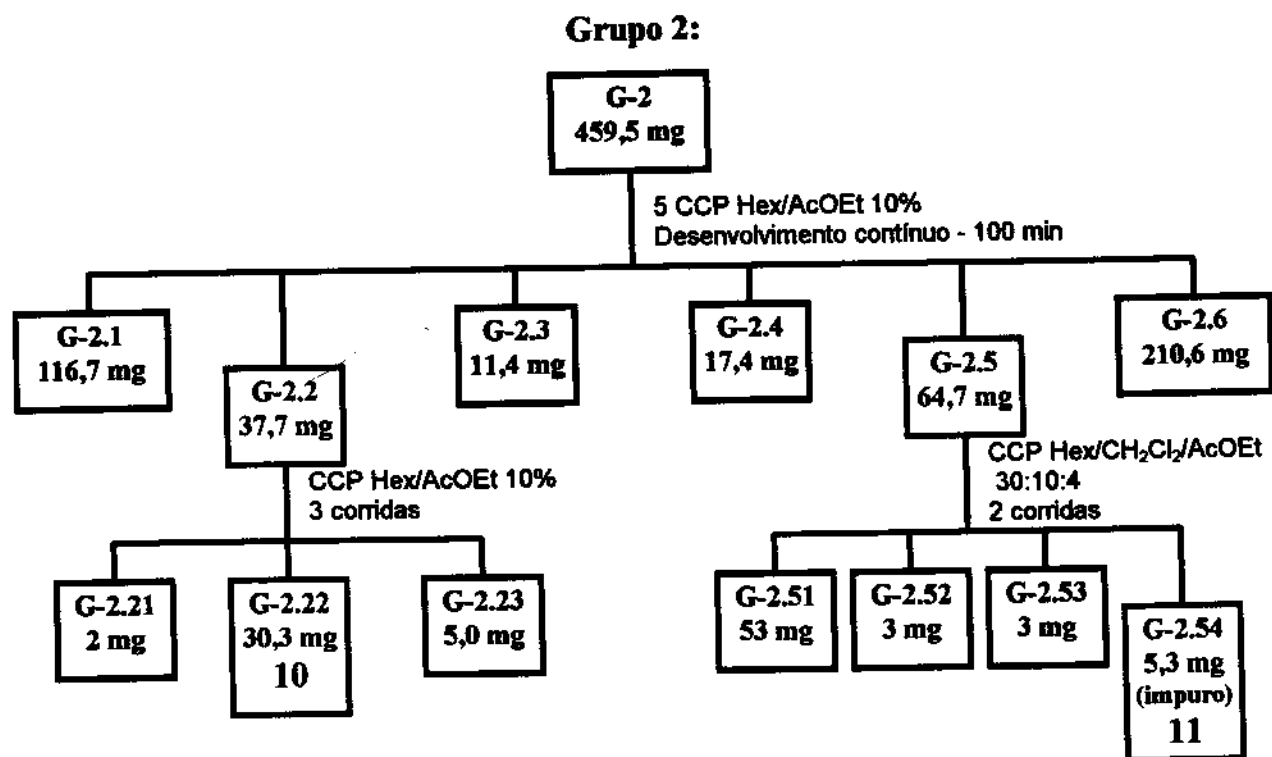 Grupo 2:
G-2
459,5 mg
5 CCP Hex/AcOEt 10%
Desenvolvimento contínuo - 100 min
G-2.1
116,7 mg
G-2.2
37,7 mg
G-2.3
11,4 mg
G-2.4
17,4 mg
G-2.5
64,7 mg
G-2.6
210,6 mg
CCP Hex/AcOEt 10%
3 corridas
CCP Hex/CH₂Cl₂/AcOEt
30:10:4
2 corridas
G-2.21
2 mg
G-2.22
30,3 mg
10
G-2.23
5,0 mg
G-2.51
53 mg
G-2.52
3 mg
G-2.53
3 mg
G-2.54
5,3 mg
(impuro)
11